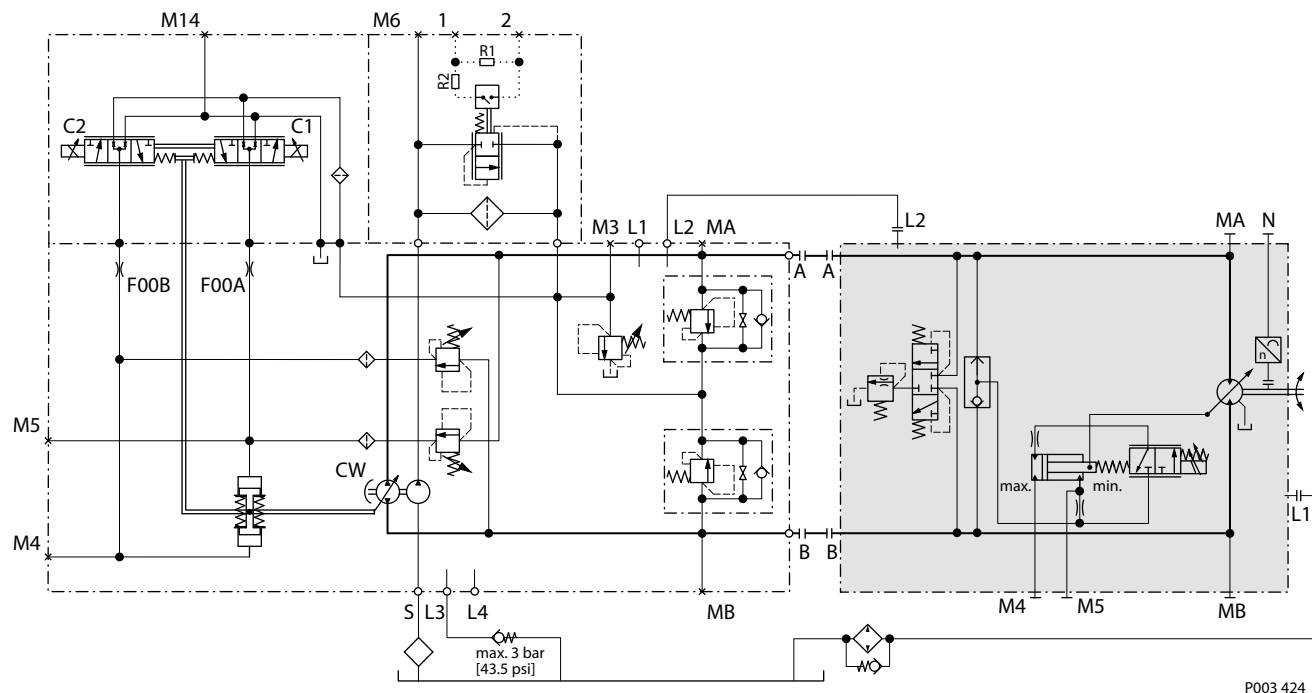 M14
M6
1
2
R1
R2
C2
C1
M3
L1
L2
MA
L2
MA
N
F00B
F00A
A
A
n
M5
CW
max.
min.
L1
M4
B
B
S
L3
L4
MB
M4
M5
MB
max. 3 bar
[43.5 psi]
P003 424